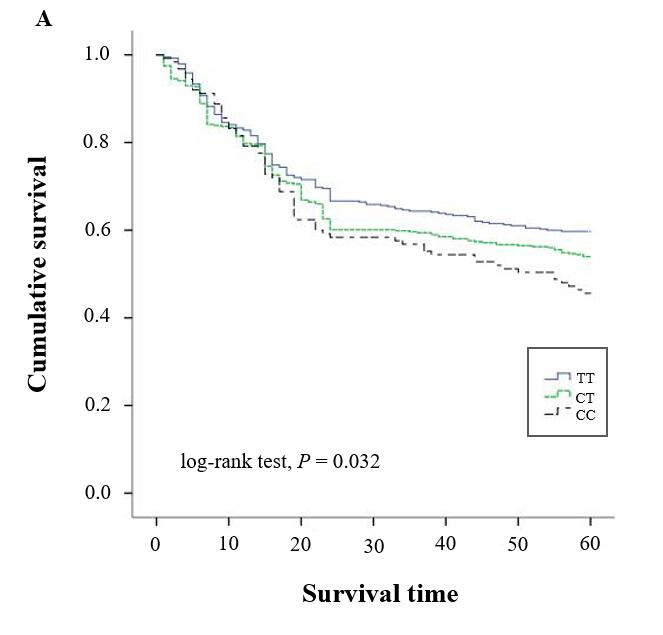 A
Cumulative survival
1.0
0.8
0.6
0.4
0.2
0.0
TT
CT
CC
log-rank test, P = 0.032
0 10 20 30 40 50 60
Survival time